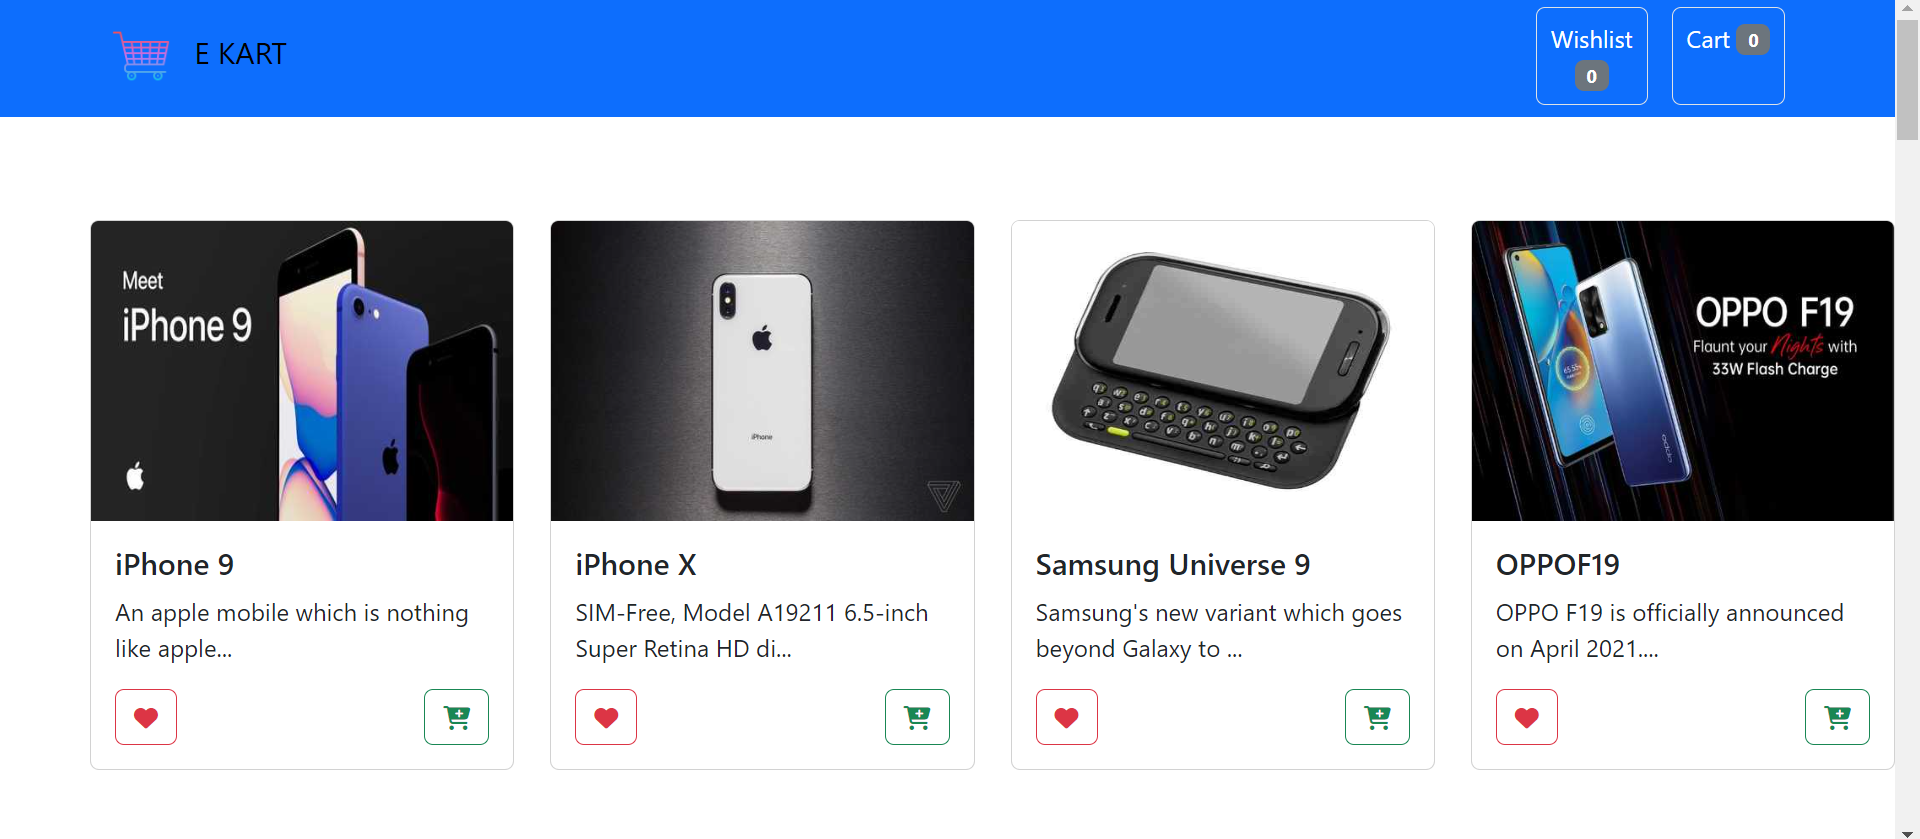 E KART
Wishlist
0
Cart 0
Meet
iPhone 9
iPhone
OPPO F19
Flaunt your Nights with
33W Flash Charge
65.55%
oppo
iPhone 9
An apple mobile which is nothing
like apple...
iPhone X
SIM-Free, Model A19211 6.5-inch
Super Retina HD di...
Samsung Universe 9
Samsung's new variant which goes
beyond Galaxy to ...
OPPOF19
OPPO F19 is officially announced
on April 2021....